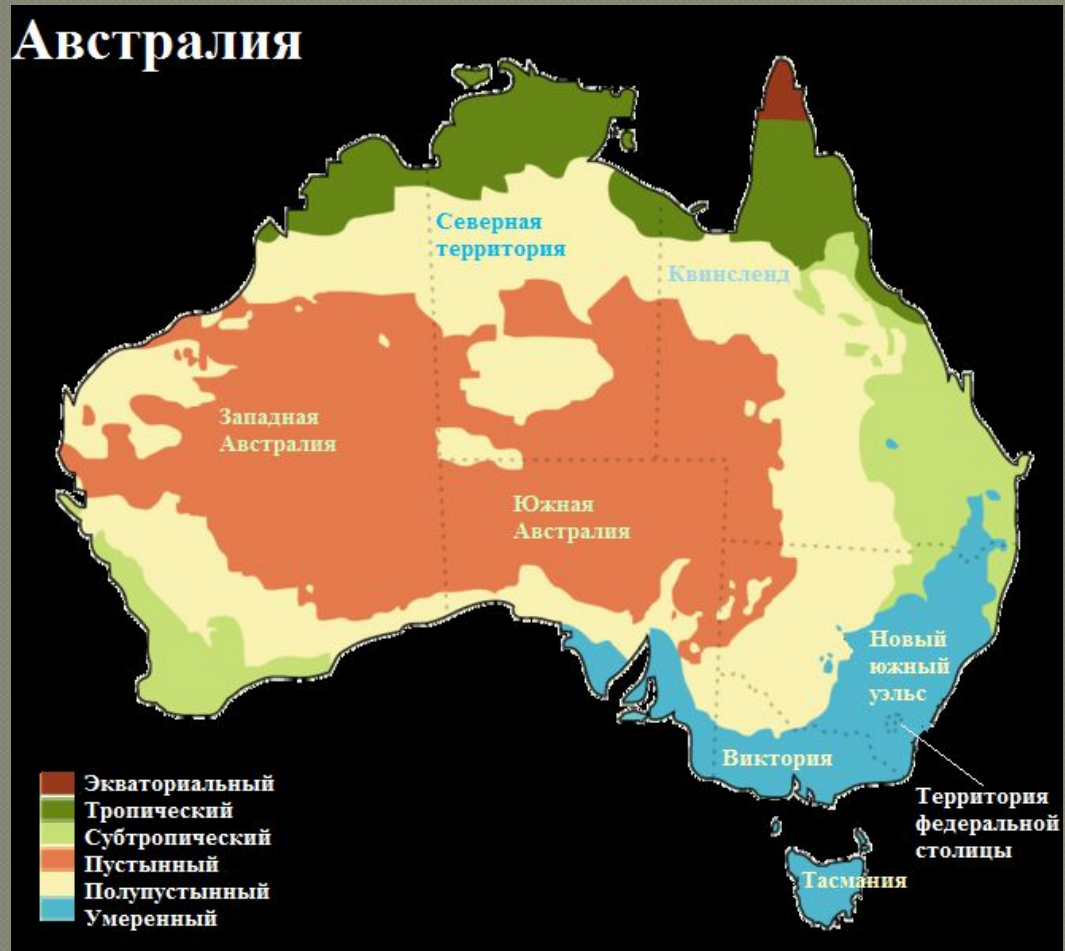 Австралия
Северная
территория
Квинсленд
Западная
Австралия
Южная
Австралия
Новый
южный
уэльс
Виктория
Территория
федеральной
столицы
Тасмания
Экваториальный
Тропический
Субтропический
Пустынный
Полупустынный
Умеренный